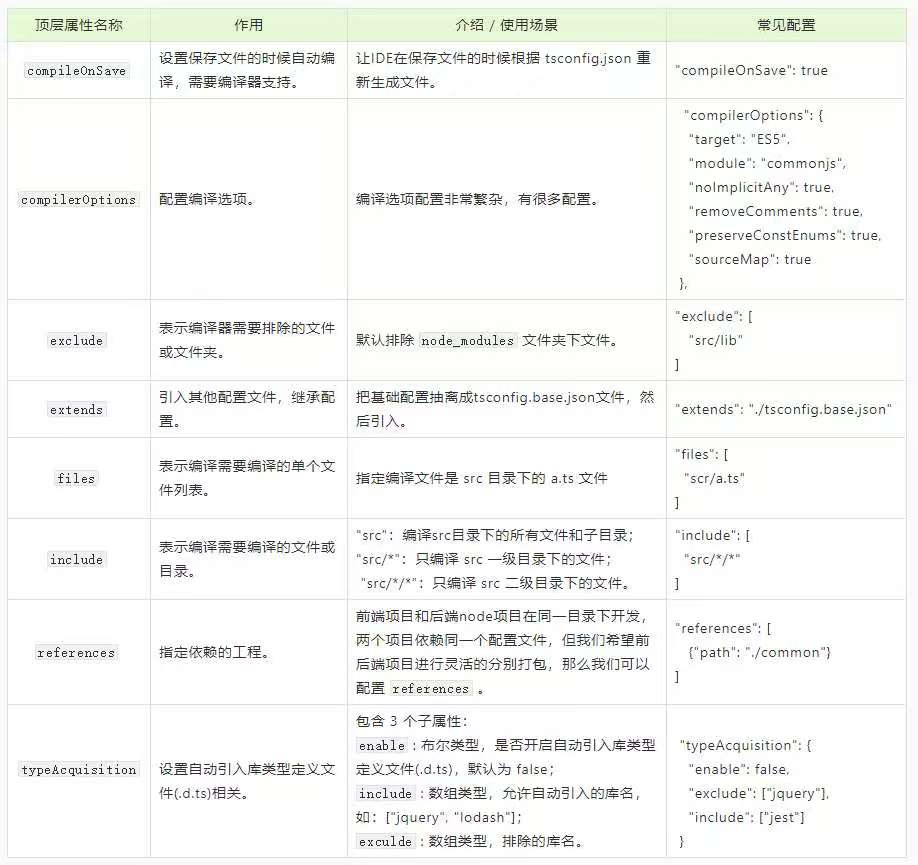 顶层属性名称 作用 介绍 / 使用场景 常见配置
compileOnSave
设置保存文件的时候自动编
译，需要编译器支持。
让IDE在保存文件的时候根据 tsconfig.json 重
新生成文件。
"compileOnSave": true
compilerOptions
配置编译选项。
编译选项配置非常繁杂，有很多配置。
"compilerOptions": {
"target": "ES5",
"module": "commonjs",
"noImplicitAny": true,
"removeComments": true,
"preserveConstEnums": true,
"sourceMap": true
},
exclude
表示编译器需要排除的文件
或文件夹。
默认排除 node_modules 文件夹下文件。
"exclude": [
"src/lib"
]
extends
引入其他配置文件，继承配
置。
把基础配置抽离成tsconfig.base.json文件，然
后引入。
"extends": "./tsconfig.base.json"
files
表示编译需要编译的单个文
件列表。
指定编译文件是 src 目录下的 a.ts 文件
"files": [
"scr/a.ts"
]
include
表示编译需要编译的文件或
目录。
"src"：编译src目录下的所有文件和子目录；
"src/*"：只编译 src 一级目录下的文件；
"src/*/*"：只编译 src 二级目录下的文件。
"include": [
"src/*/*"
]
references
指定依赖的工程。
前端项目和后端node项目在同一目录下开发，
两个项目依赖同一个配置文件，但我们希望前
后端项目进行灵活的分别打包，那么我们可以
配置 references 。
"references": [
{"path": "./common"}
]
typeAcquisition
设置自动引入库类型定义文
件(.d.ts)相关。
包含 3 个子属性：
enable : 布尔类型，是否开启自动引入库类型
定义文件(.d.ts)，默认为 false；
include : 数组类型，允许自动引入的库名，
如：["jquery", "lodash"]；
exculde : 数组类型，排除的库名。
"typeAcquisition": {
"enable": false,
"exclude": ["jquery"],
"include": ["jest"]
}